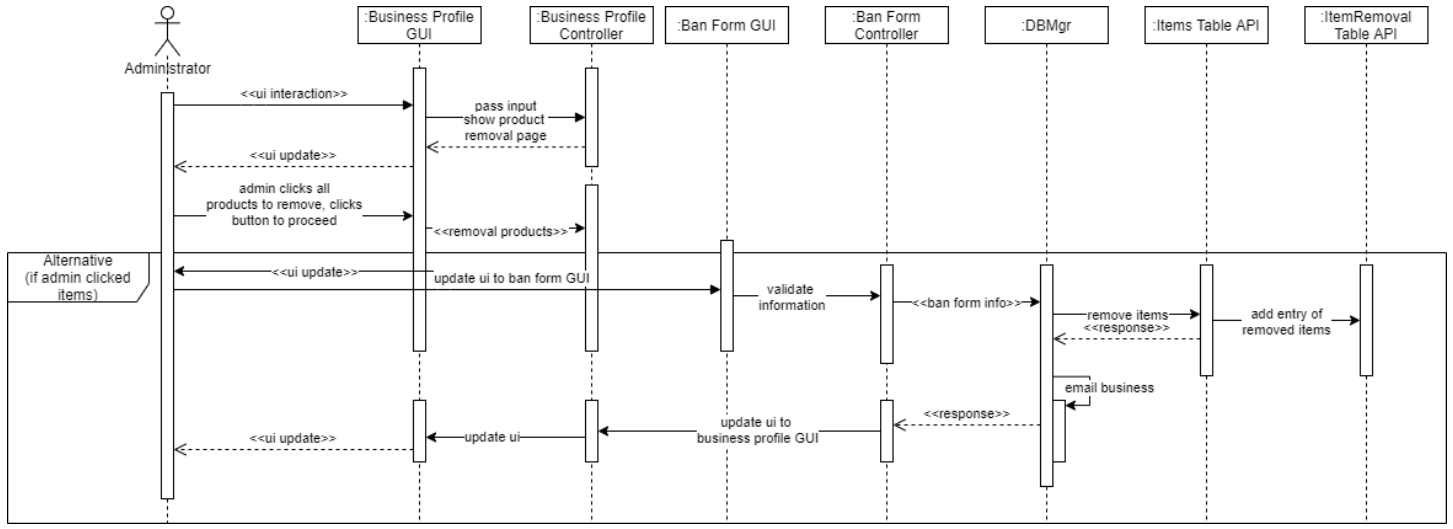 :Business Profile
GUI
:Business Profile
Controller
:Ban Form GUI
:Ban Form
Controller
:DBMgr
:Items Table API
:ItemRemoval
Table API
Administrator
<<ui interaction>>
pass input
show product
removal page
<<ui update>>
admin clicks all
products to remove, clicks
button to proceed
<<removal products>>
Alternative
(if admin clicked
items)
<<ui update>>
update ui to ban form GUI
validate
information
<<ban form info>>
remove items
<<response>>
add entry of
removed items
email business
<<response>>
update ui to
business profile GUI
update ui
<<ui update>>